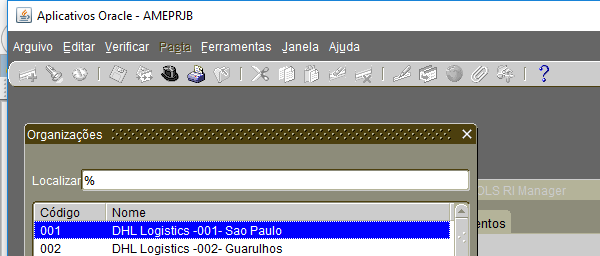 Aplicativos Oracle - AMEPRJB
Arquivo Editar Verificar Pasta Ferramentas Janela Ajuda
Organizações
Localizar %
OLS RI Manager
Código Nome
entos
001 DHL Logistics -001- Sao Paulo
002 DHL Logistics -002- Guarulhos